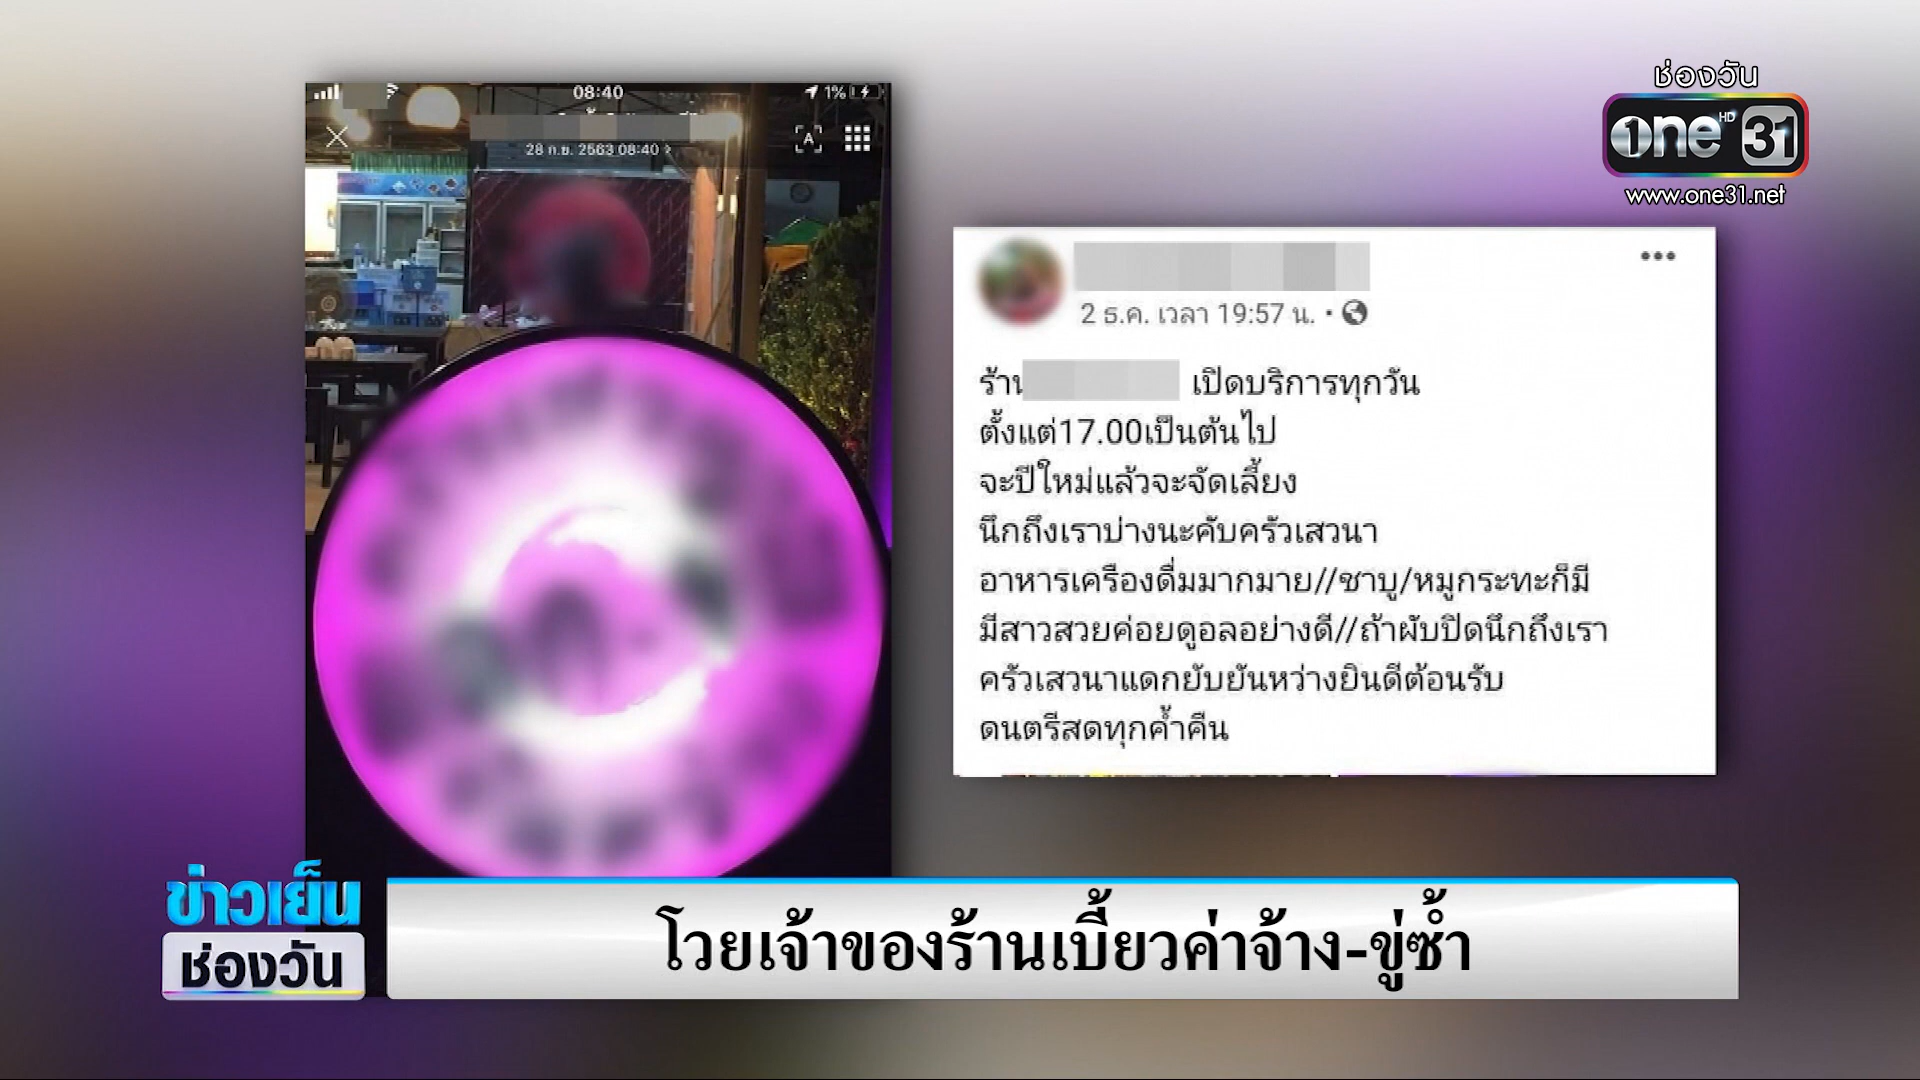 ช่องวัน
one HD 31
www.one31.net
08:40
1%
28 ก.ย. 2563 08:40
A
2 ธ.ค. เวลา 19:57 น.
ร้าน เปิดบริการทุกวัน
ตั้งแต่17.00เป็นต้นไป
จะปีใหม่แล้วจะจัดเลี้ยง
นึกถึงเราบ่างนะคับครัวเสวนา
อาหารเครืองดื่มมากมาย//ชาบู/หมูกระทะก็มี
มีสาวสวยค่อยดูอลอย่างดี//ถ้าผับปิดนึกถึงเรา
ครัวเสวนาแดกยับยันหว่างยินดีต้อนรับ
ดนตรีสดทุกค้ำคืน
ข่าวเย็น
ช่องวัน
โวยเจ้าของร้านเบี้ยวค่าจ้าง-ขู่ซ้ำ